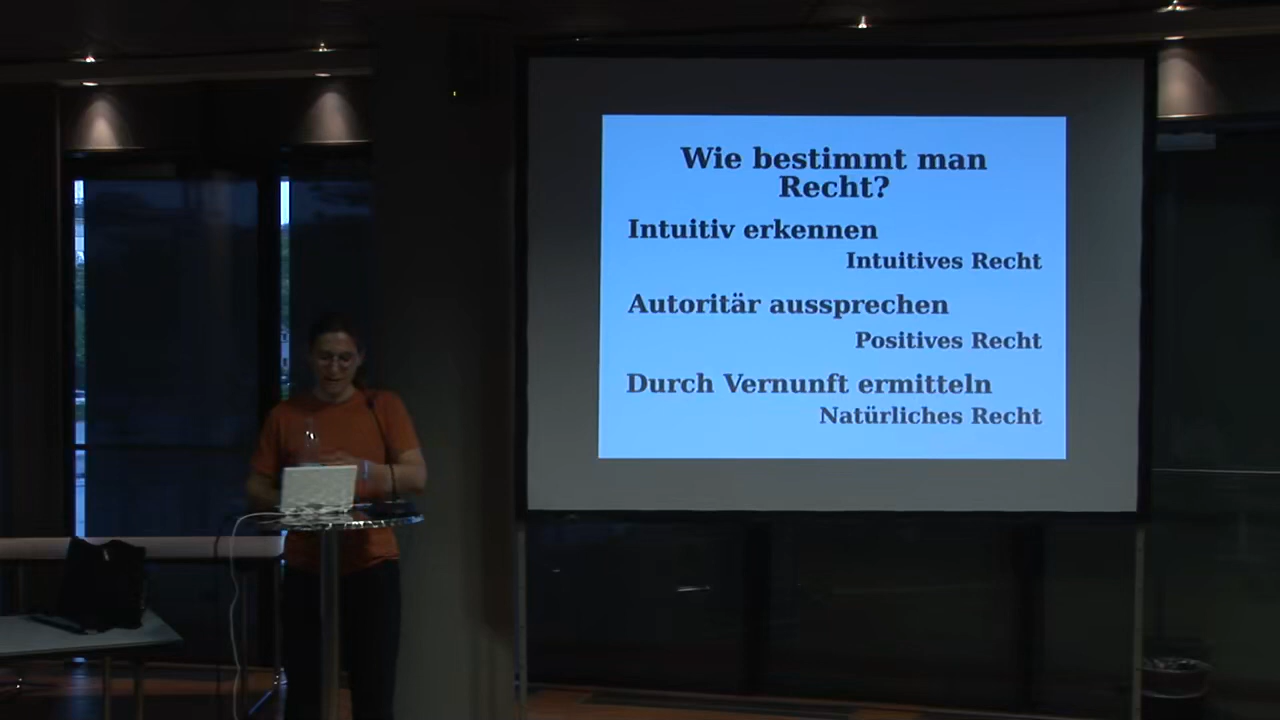 Wie bestimmt man
Recht?
Intuitiv erkennen
Intuitives Recht
Autoritär aussprechen
Positives Recht
Durch Vernunft ermitteln
Natürliches Recht